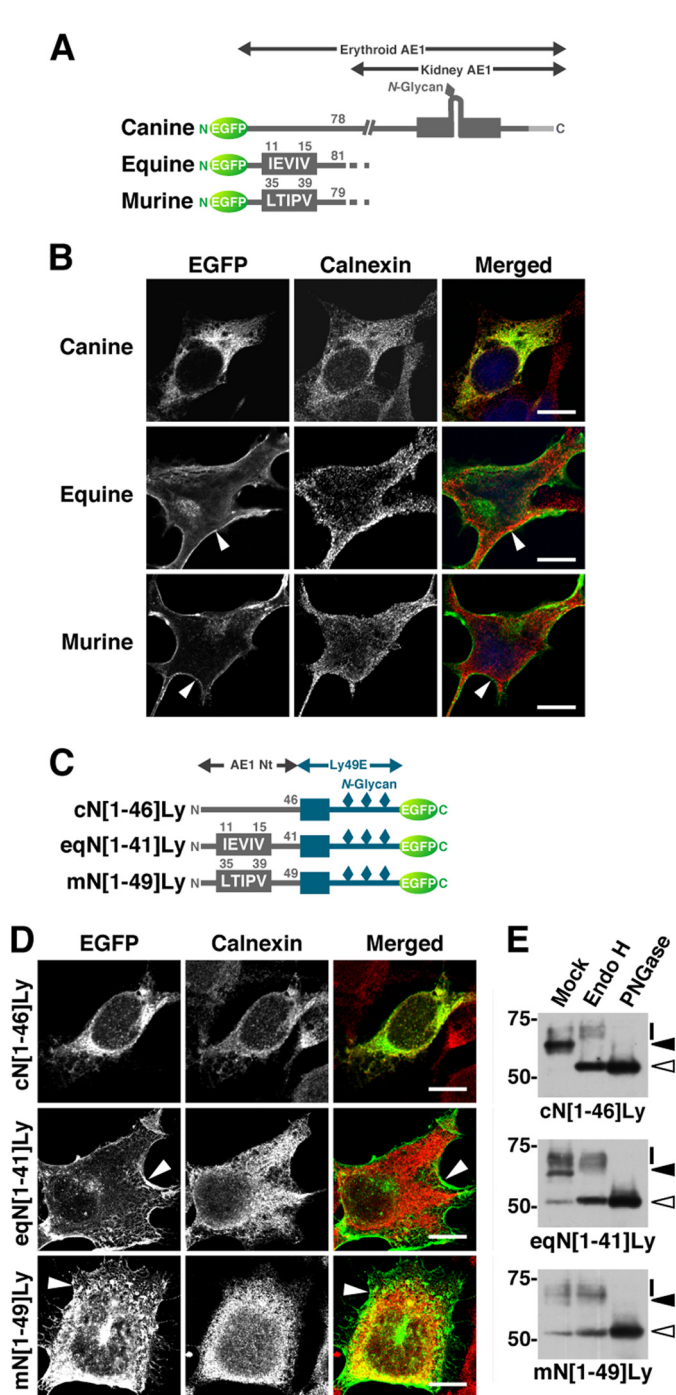 A
Erythroid AE1
Kidney AE1
N-Glycan
78
Canine N EGFP C
11 15
Equine N EGFP IEVIV 81
35 39
Murine N EGFP LTIPV 79
B
EGFP Calnexin Merged
Canine
Equine
Murine
C
AE1 Nt Ly49E
N-Glycan
46
cN[1-46]Ly N EGFP C
11 15
eqN[1-41]Ly N IEVIV 41 EGFP C
35 39
mN[1-49]Ly N LTIPV 49 EGFP C
D
EGFP Calnexin Merged
cN[1-46]Ly
eqN[1-41]Ly
mN[1-49]Ly
E
Mock Endo H PNGase
75-
50-
cN[1-46]Ly
75-
50-
eqN[1-41]Ly
75-
50-
mN[1-49]Ly